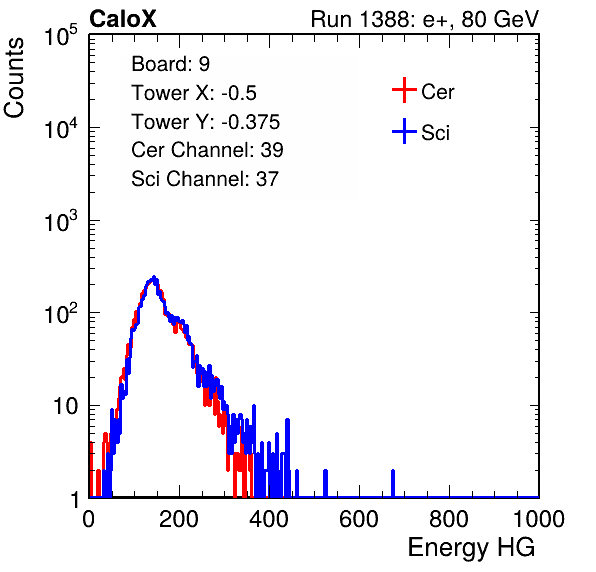 CaloX Run 1388: e+, 80 GeV
Counts
Board: 9
Tower X: -0.5
Tower Y: -0.375
Cer Channel: 39
Sci Channel: 37
Cer
Sci
10^5
10^4
10^3
10^2
10
1
0 200 400 600 800 1000
Energy HG